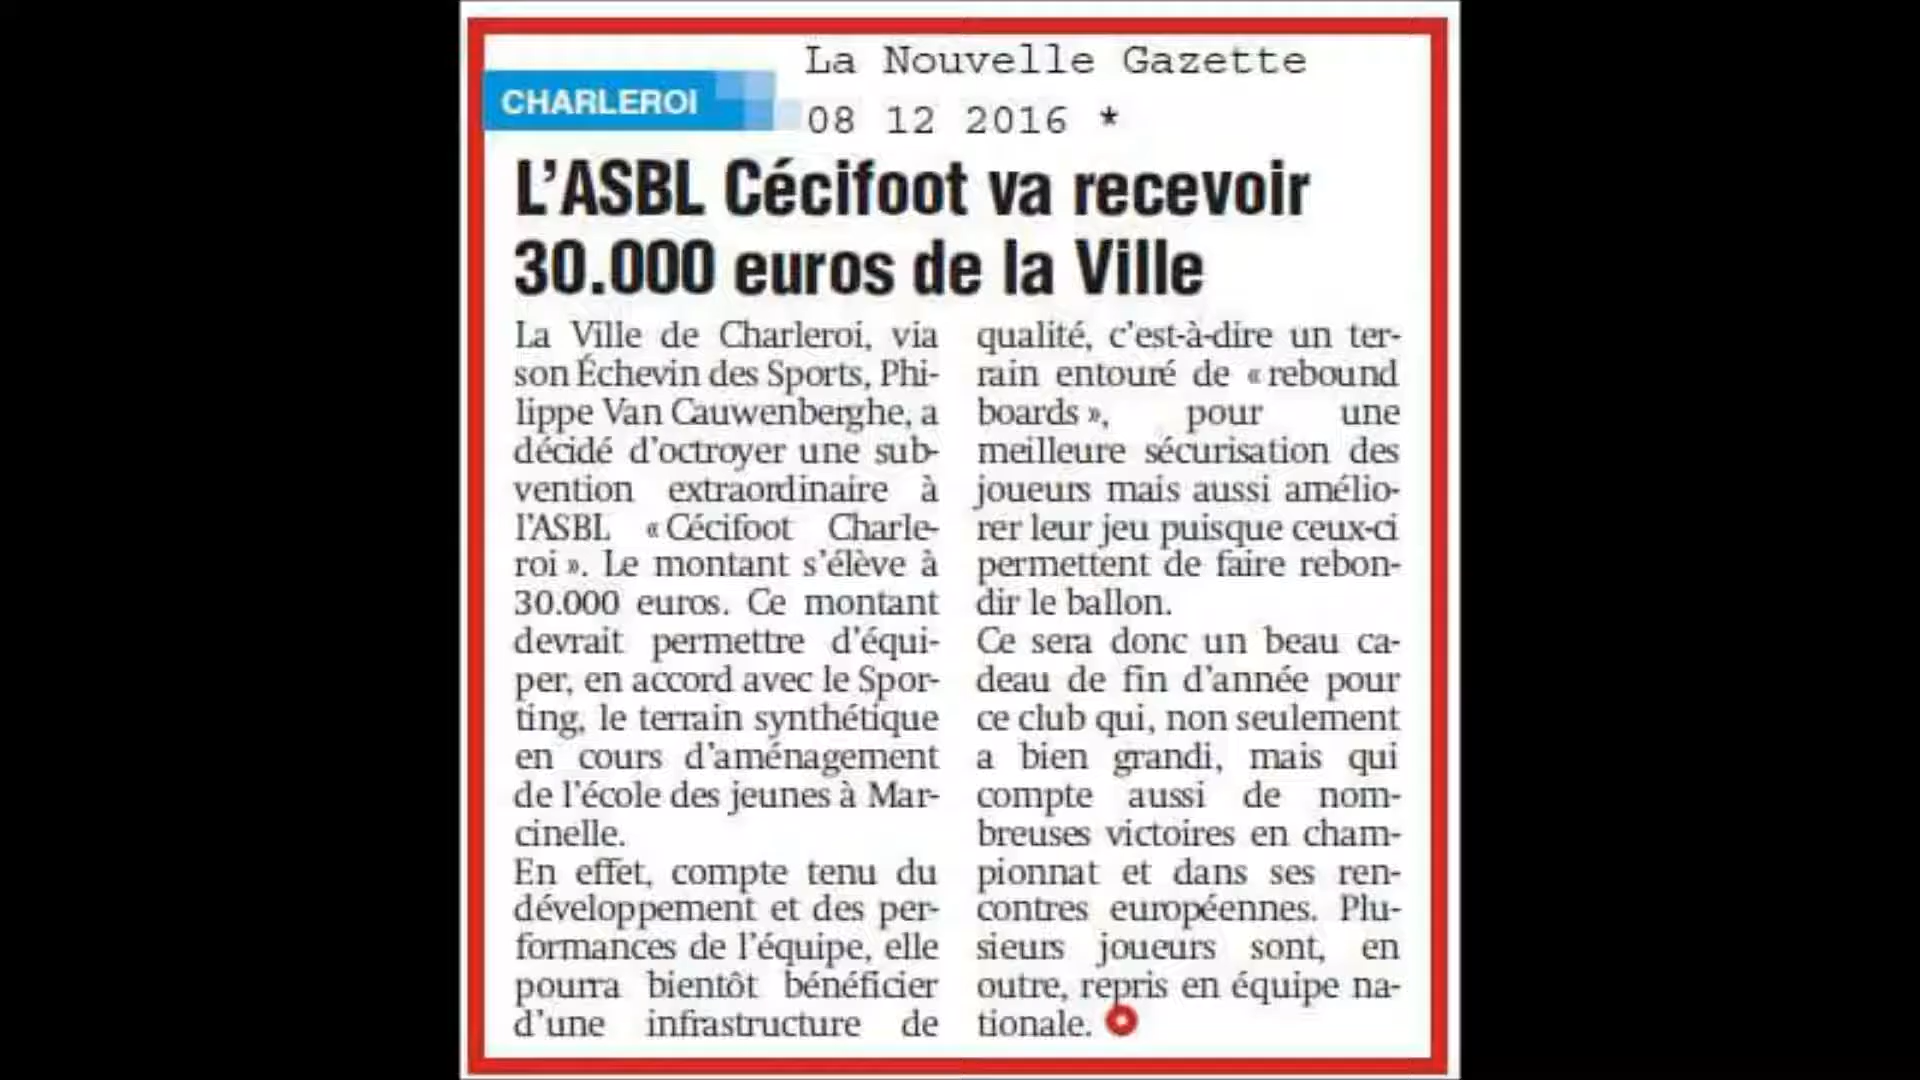 La Nouvelle Gazette
CHARLEROI
08 12 2016 *
L'ASBL Cécifoot va recevoir
30.000 euros de la Ville
La Ville de Charleroi, via
son Échevin des Sports, Phi-
lippe Van Cauwenberghe, a
décidé d'octroyer une sub-
vention extraordinaire à
l'ASBL « Cécifoot Charle-
roi ». Le montant s'élève à
30.000 euros. Ce montant
devrait permettre d'équi-
per, en accord avec le Spor-
ting, le terrain synthétique
en cours d'aménagement
de l'école des jeunes à Mar-
cinelle.
En effet, compte tenu du
développement et des per-
formances de l'équipe, elle
pourra bientôt bénéficier
d'une infrastructure de
qualité, c'est-à-dire un ter-
rain entouré de « rebound
boards », pour une
meilleure sécurisation des
joueurs mais aussi amélio-
rer leur jeu puisque ceux-ci
permettent de faire rebon-
dir le ballon.
Ce sera donc un beau ca-
deau de fin d'année pour
ce club qui, non seulement
a bien grandi, mais qui
compte aussi de nom-
breuses victoires en cham-
pionnat et dans ses ren-
contres européennes. Plu-
sieurs joueurs sont, en
outre, repris en équipe na-
tionale.